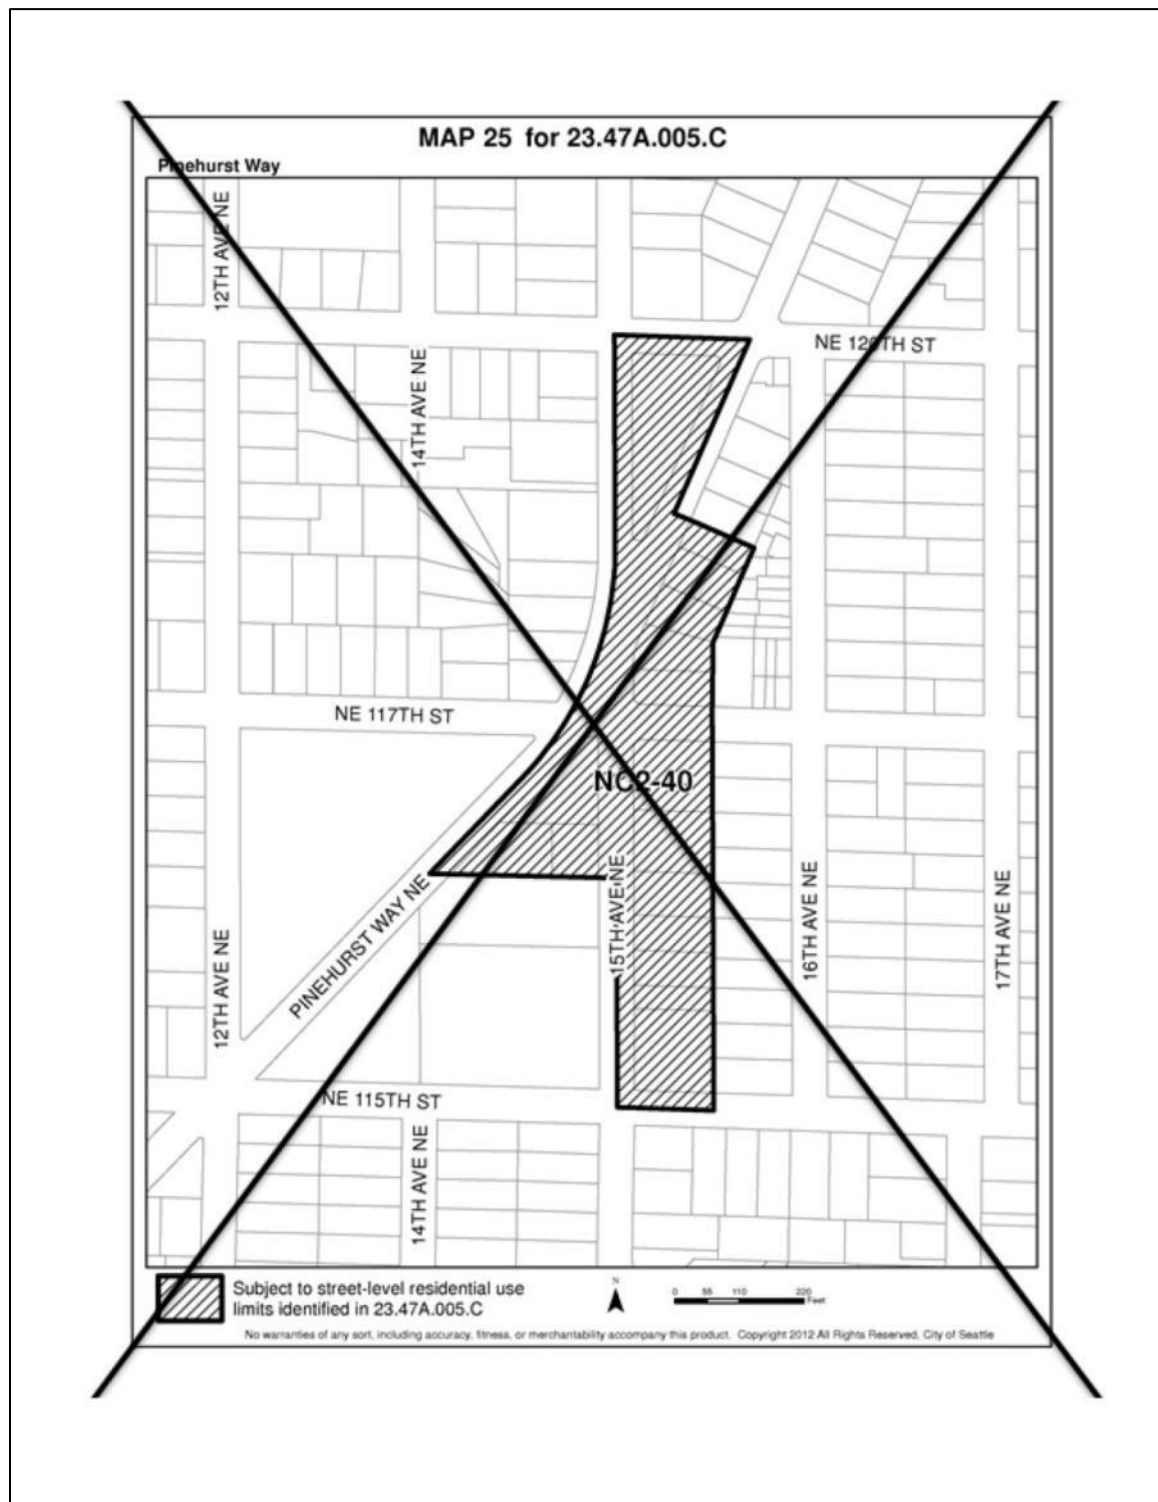 MAP 25 for 23.47A.005.C
Pinehurst Way
12TH AVE NE
NE 120TH ST
14TH AVE NE
NE 117TH ST
NC2-40
15TH AVE NE
16TH AVE NE
17TH AVE NE
PINEHURST WAY NE
12TH AVE NE
NE 115TH ST
14TH AVE NE
Subject to street-level residential use
limits identified in 23.47A.005.C
N
0 55 110 220
Feet
No warranties of any sort, including accuracy, fitness, or merchantability accompany this product. Copyright 2012 All Rights Reserved, City of Seattle